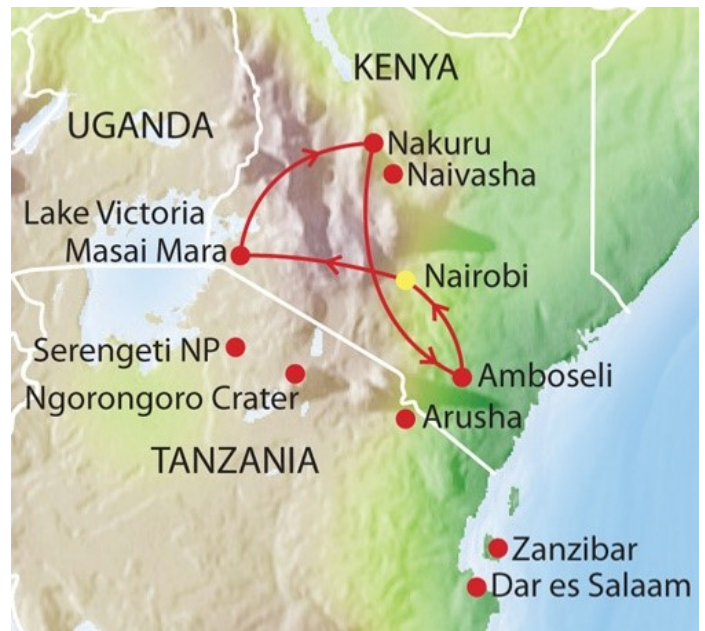 KENYA
UGANDA
Nakuru
Naivasha
Lake Victoria
Masai Mara
Nairobi
Serengeti NP
Amboseli
Ngorongoro Crater
Arusha
TANZANIA
Zanzibar
Dar es Salaam